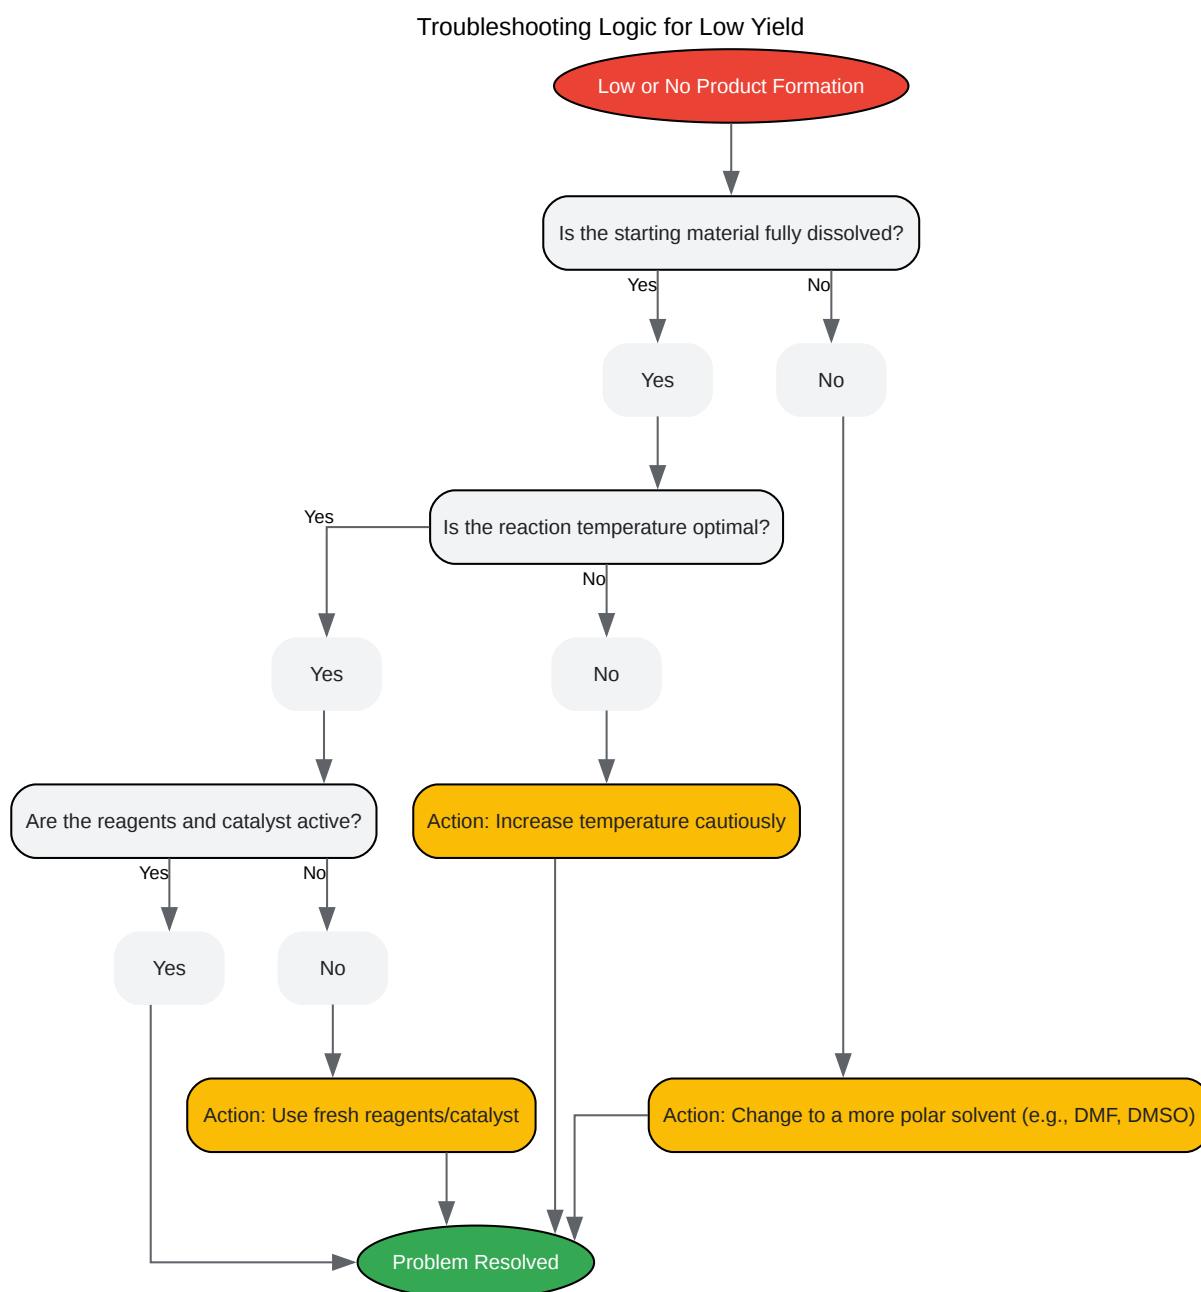 Troubleshooting Logic for Low Yield
Low or No Product Formation
Is the starting material fully dissolved?
Yes
No
Yes
No
Is the reaction temperature optimal?
Yes
No
Yes
No
Are the reagents and catalyst active?
Action: Increase temperature cautiously
Yes
No
Yes
No
Action: Use fresh reagents/catalyst
Action: Change to a more polar solvent (e.g., DMF, DMSO)
Problem Resolved